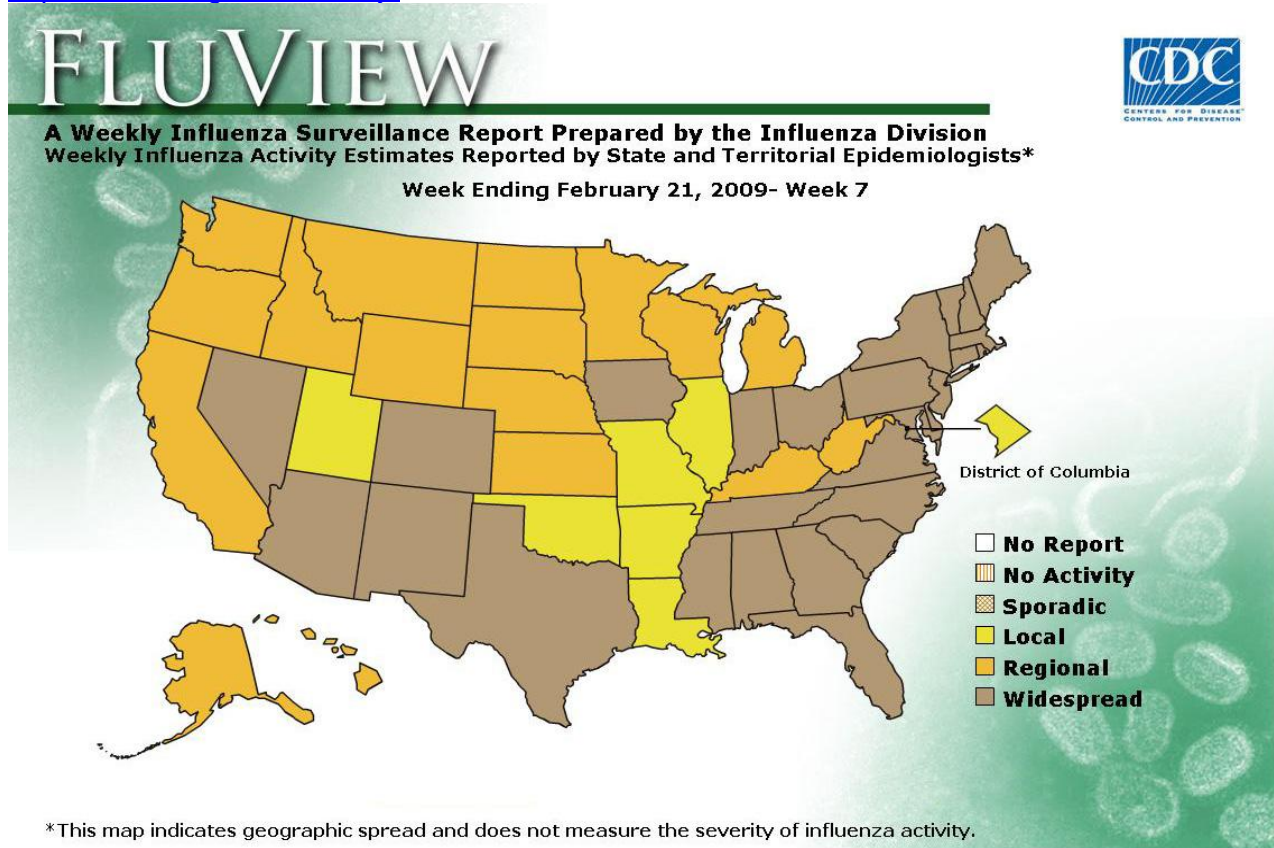 FLUVIEW
CDC
CENTERS FOR DISEASE
CONTROL AND PREVENTION
A Weekly Influenza Surveillance Report Prepared by the Influenza Division
Weekly Influenza Activity Estimates Reported by State and Territorial Epidemiologists*
Week Ending February 21, 2009- Week 7
District of Columbia
No Report
No Activity
Sporadic
Local
Regional
Widespread
*This map indicates geographic spread and does not measure the severity of influenza activity.